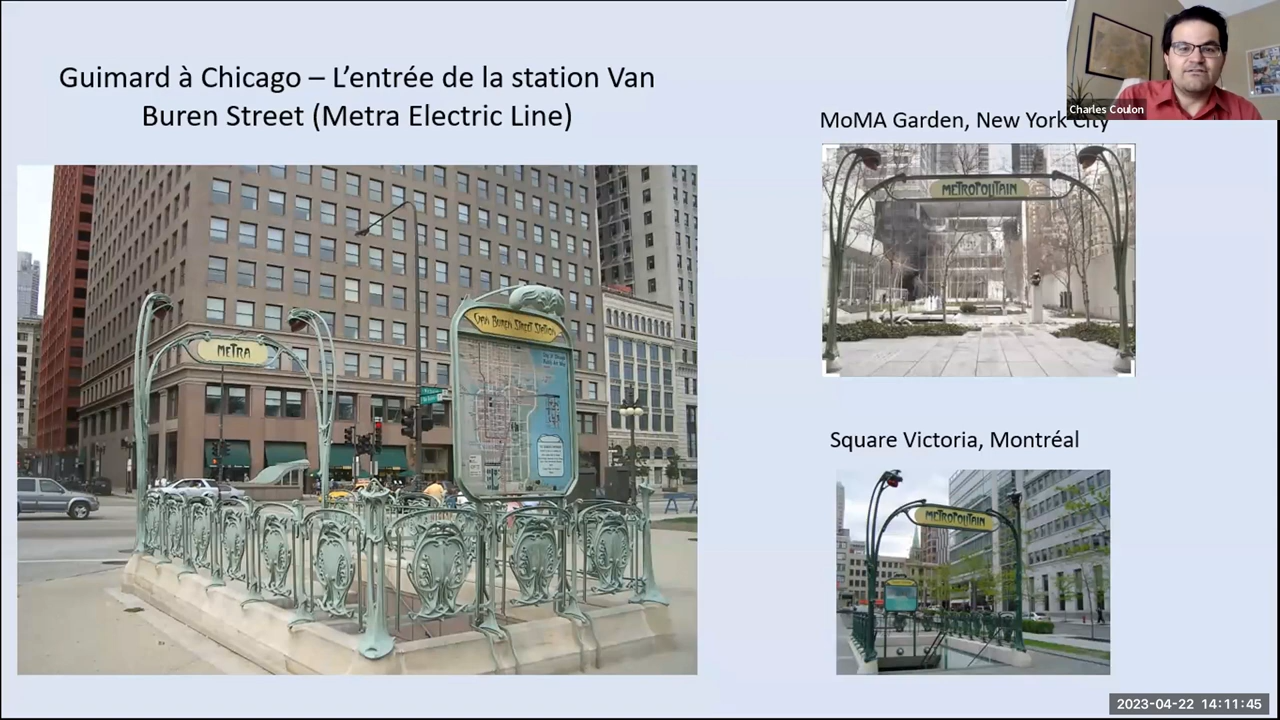 Guimard à Chicago – L'entrée de la station Van
Buren Street (Metra Electric Line)
Charles Coulon
MoMA Garden, New York City
METROPOLITAIN
METRA
VAN BUREN STREET STATION
Square Victoria, Montréal
METROPOLITAIN
2023-04-22 14:11:45